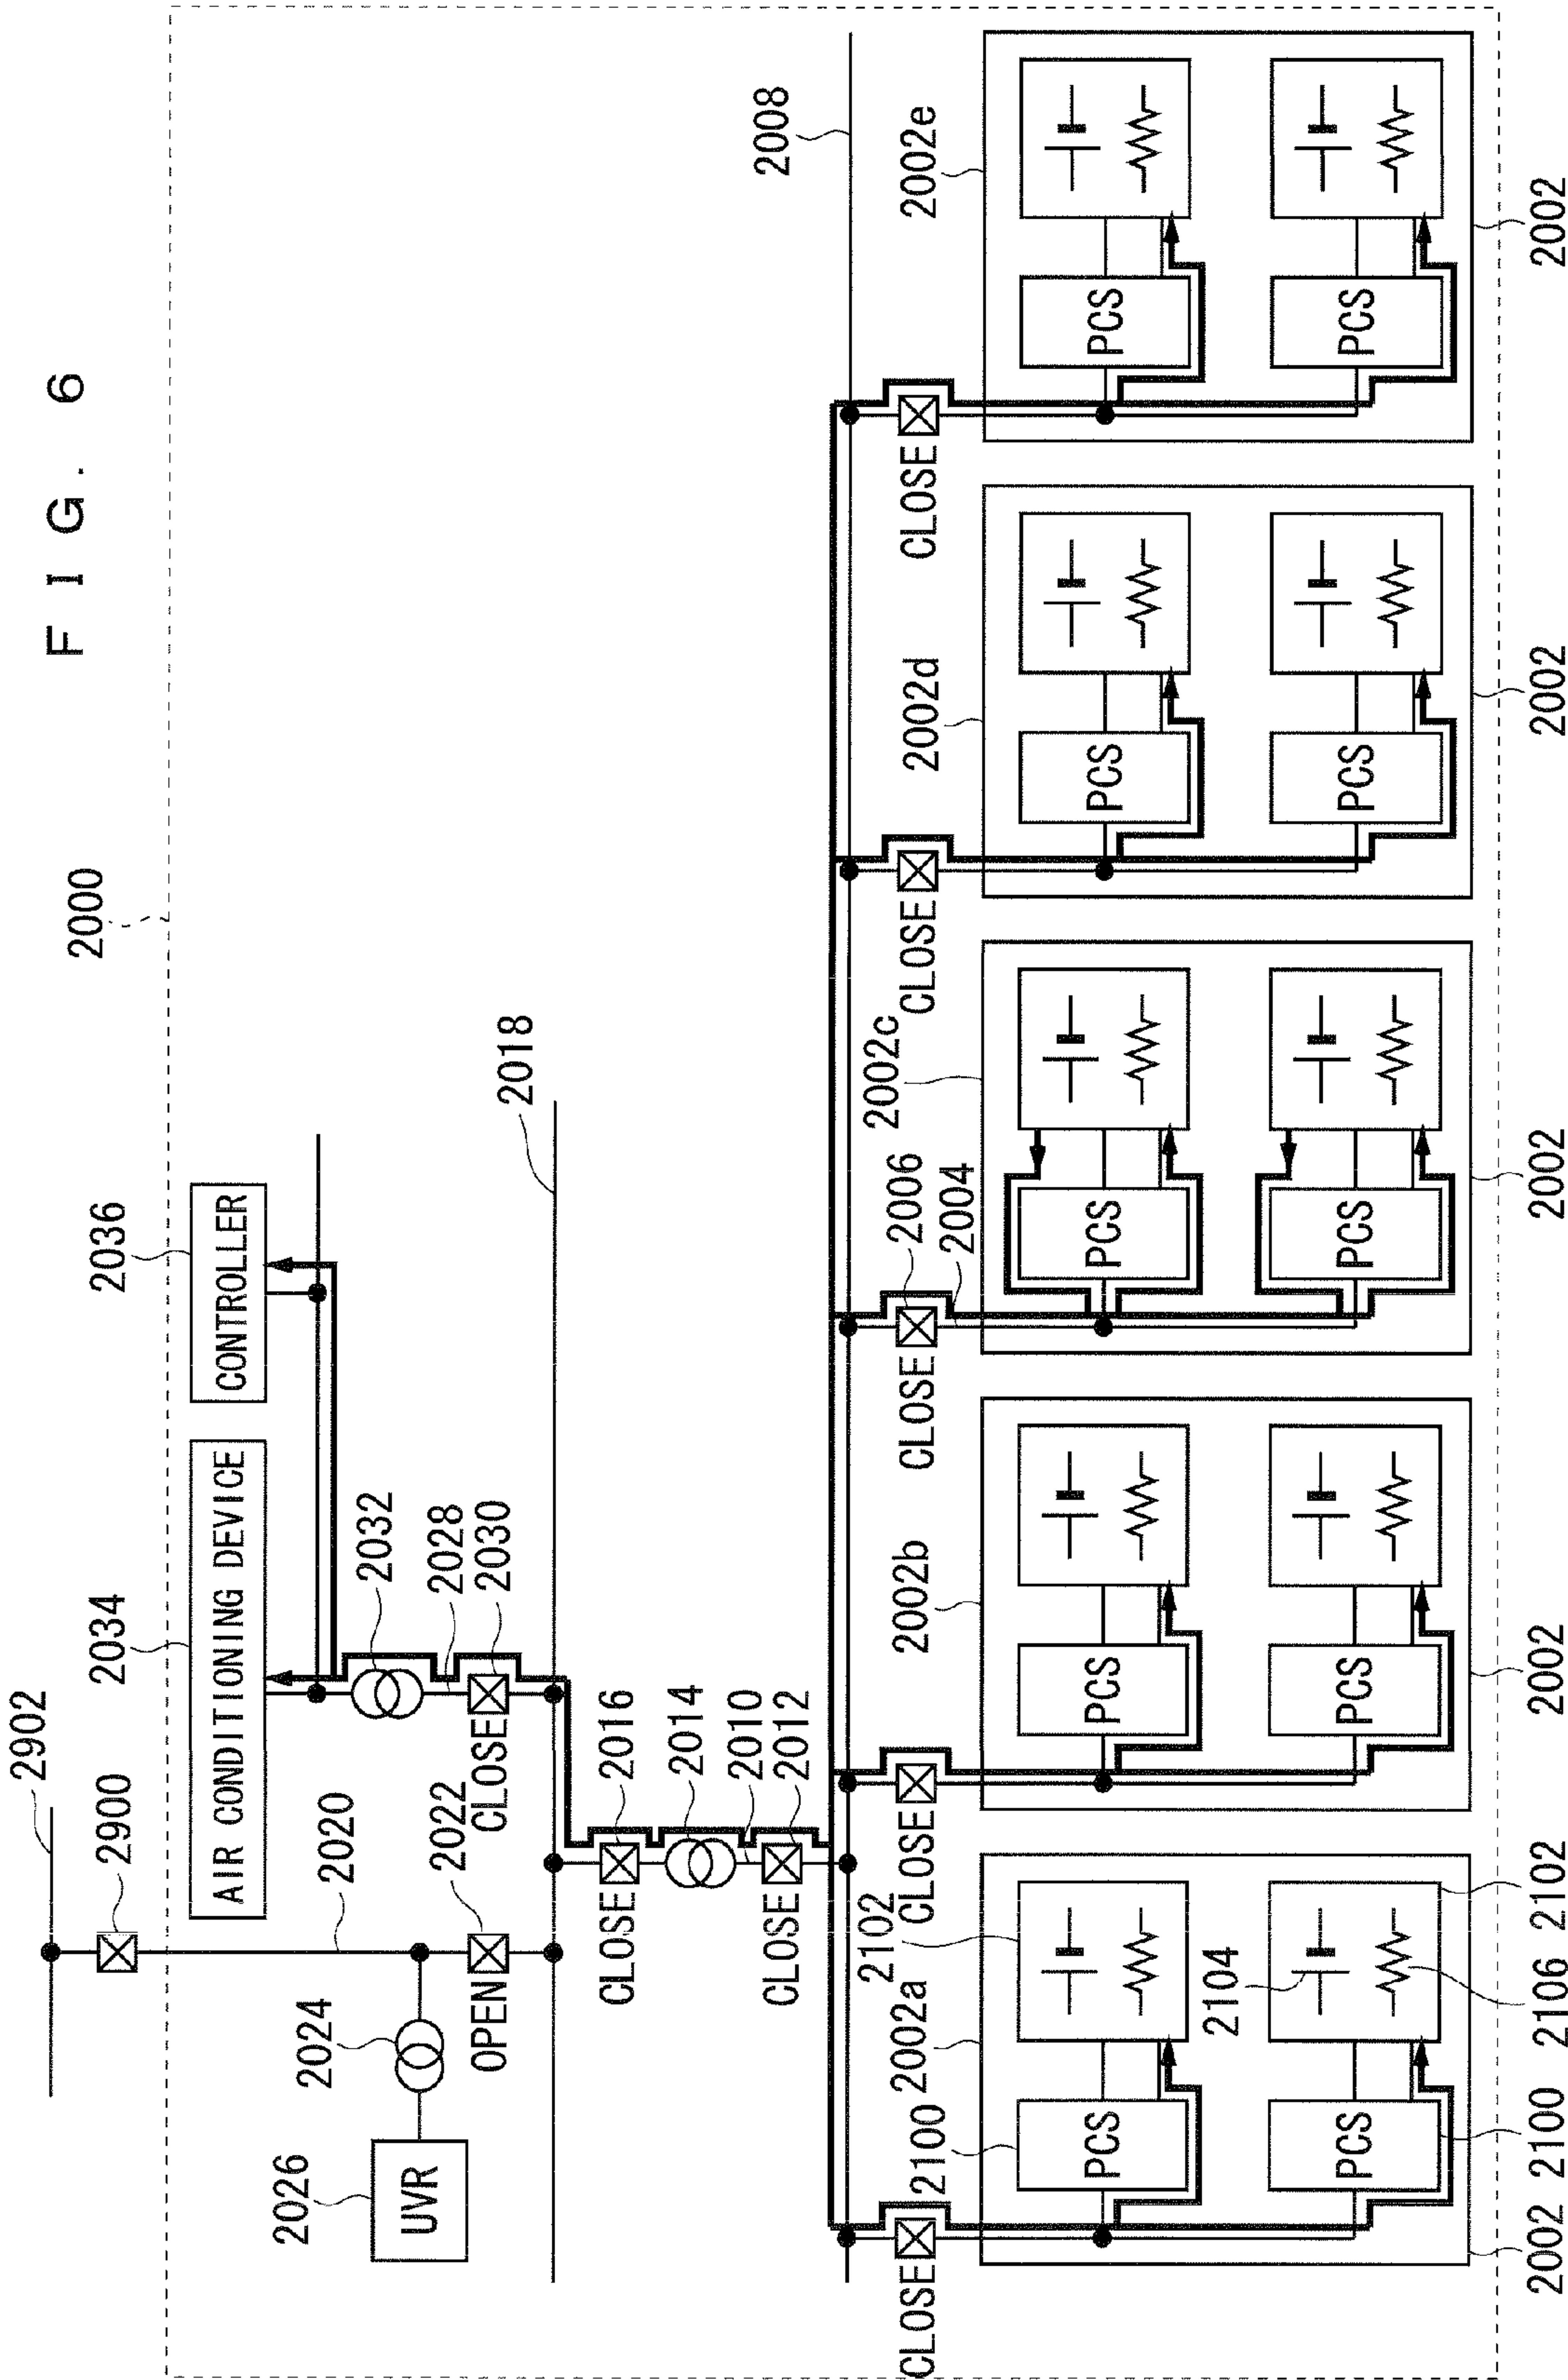 FIG. 6
2000
2902
2900
2034
2036
AIR CONDITIONING DEVICE
CONTROLLER
2020
2032
2024
2028
2026
UVR
2022
2030
OPEN
CLOSE
2018
2016
CLOSE
2014
2010
2012
CLOSE
2008
CLOSE
CLOSE
CLOSE
CLOSE
CLOSE
2006
2004
2002a
2002b
2002c
2002d
2002e
2100
2102
PCS
PCS
PCS
PCS
PCS
2104
PCS
PCS
PCS
PCS
PCS
2002
2100
2106
2102
2002
2002
2002
2002